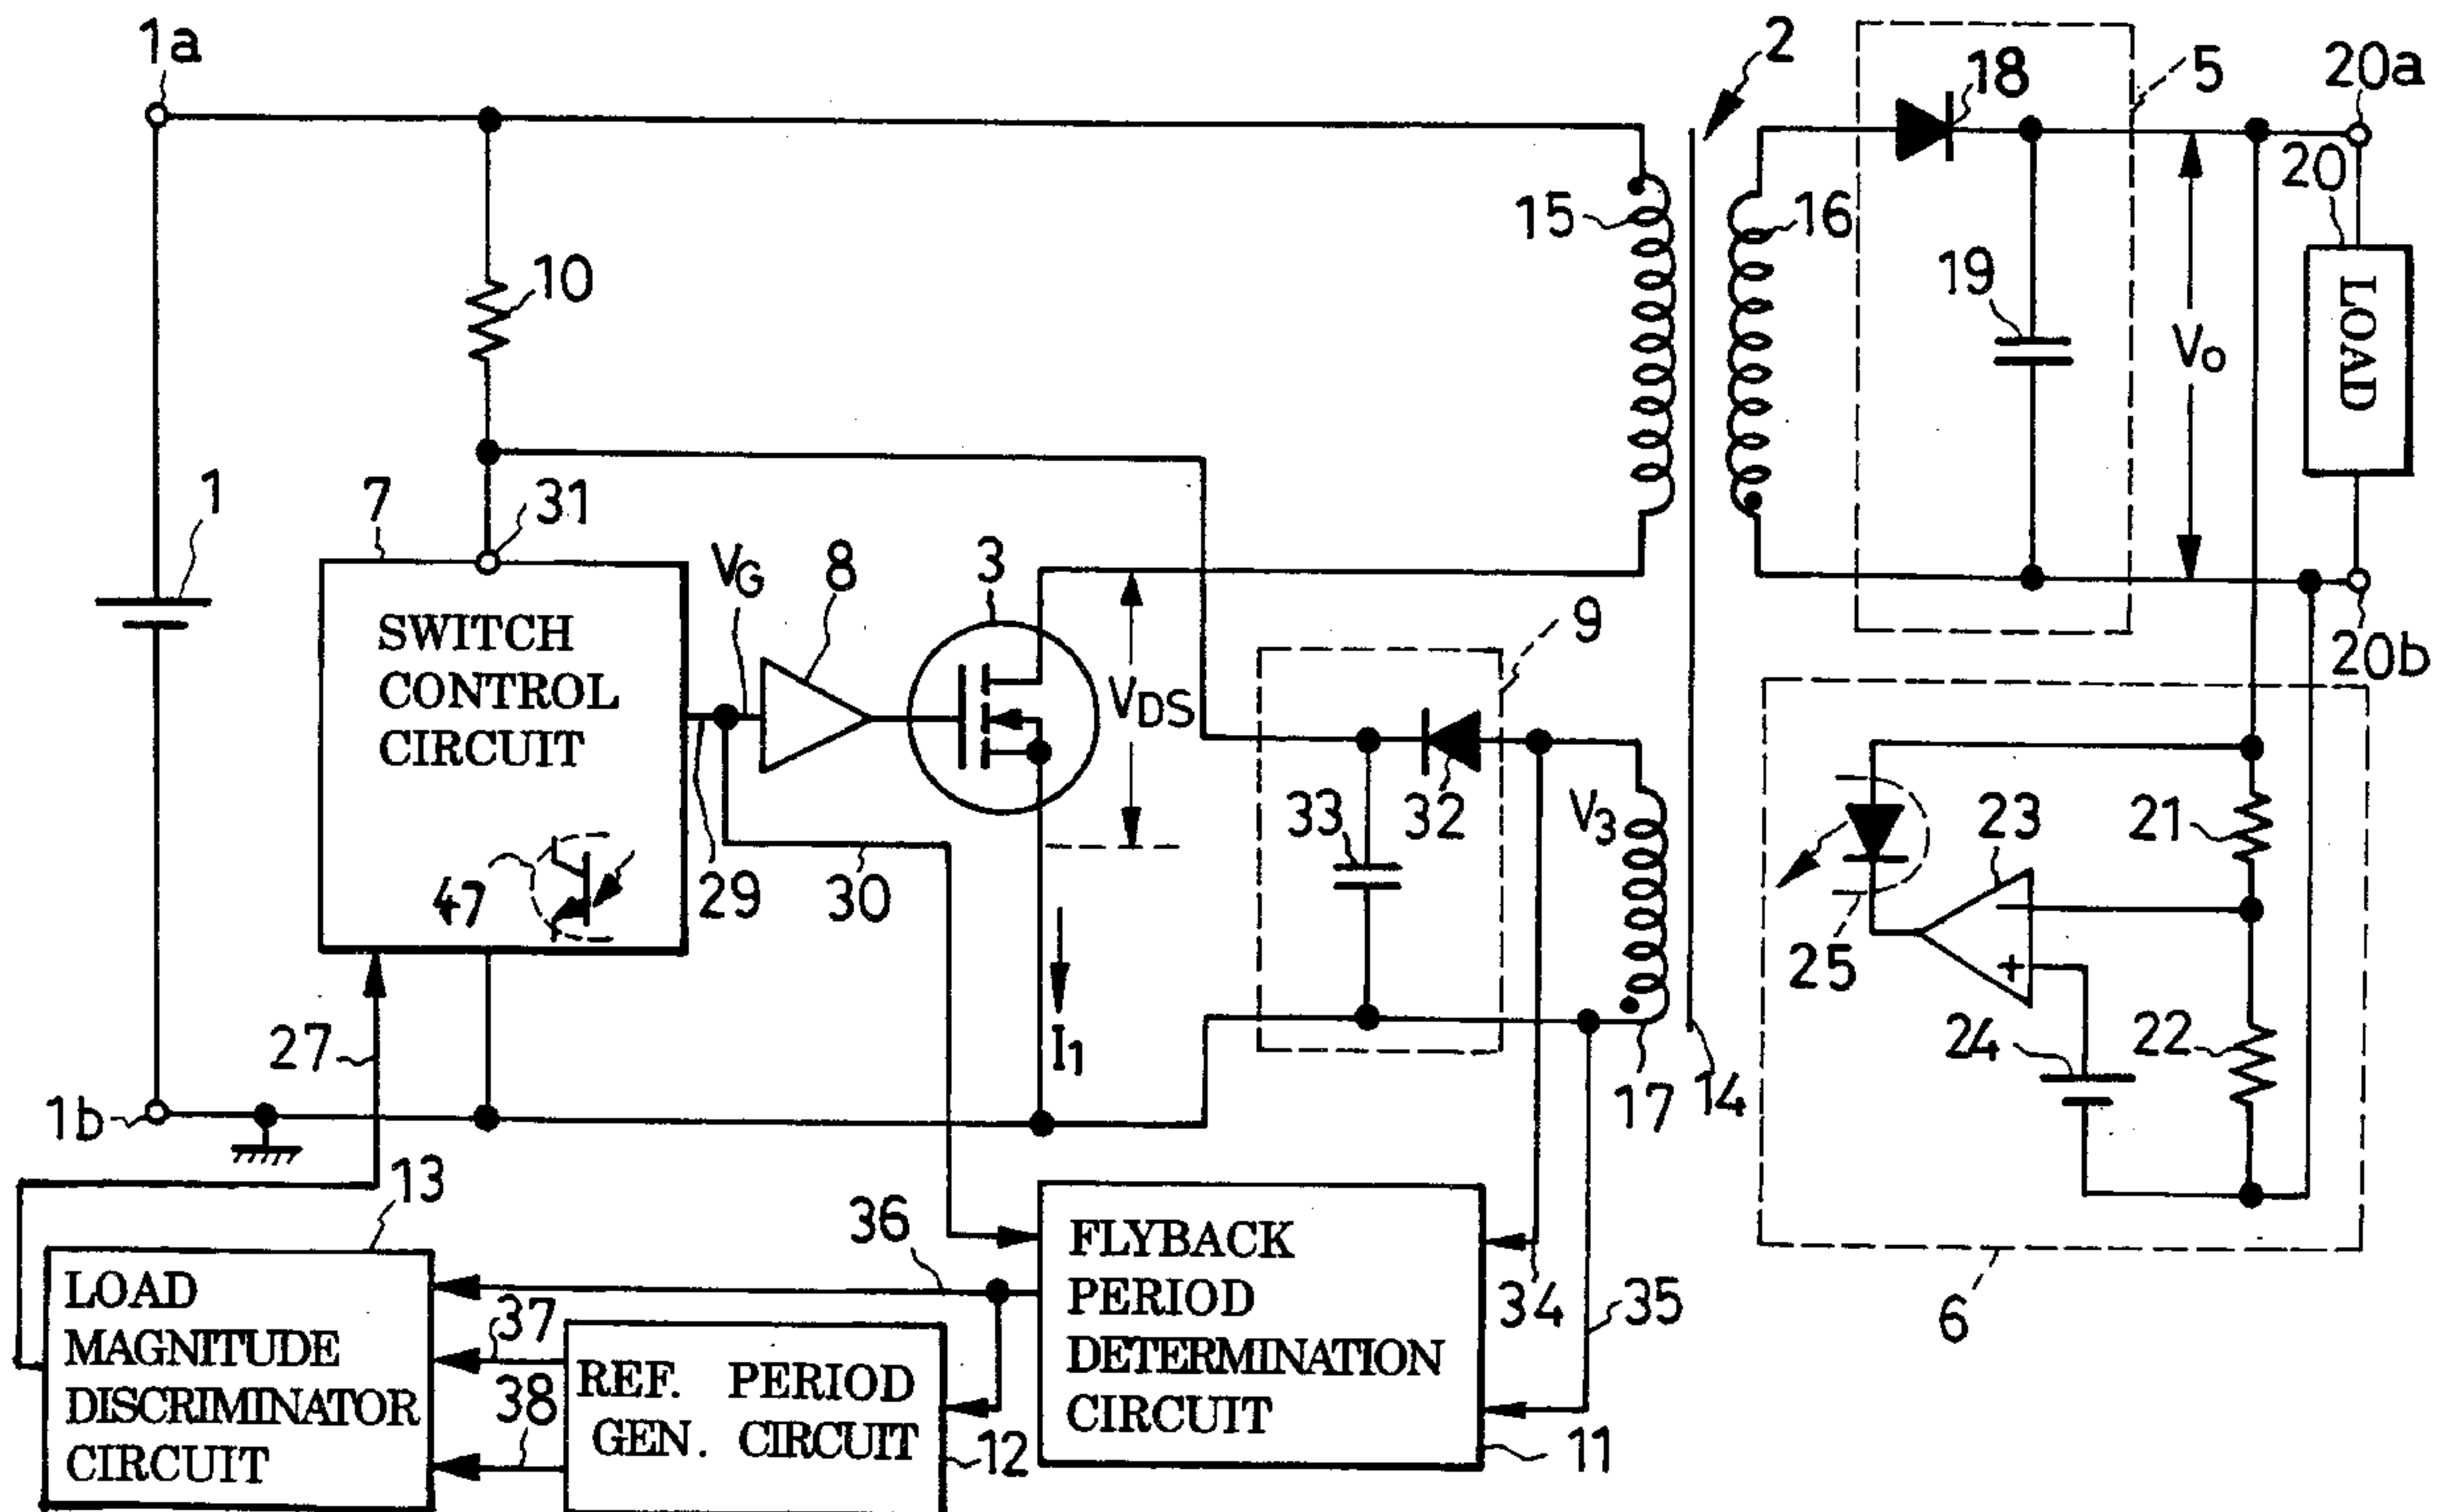 1a
2
18
5
20a
20
15
16
10
19
Vo
LOAD
1
7
31
VG
8
3
9
20b
SWITCH
CONTROL
CIRCUIT
VDS
33
32
V3
23
21
47
29
30
25
27
I1
24
22
1b
17
14
13
36
34
35
6
FLYBACK
PERIOD
DETERMINATION
CIRCUIT
LOAD
MAGNITUDE
DISCRIMINATOR
CIRCUIT
37
38
REF. PERIOD
GEN. CIRCUIT
12
11